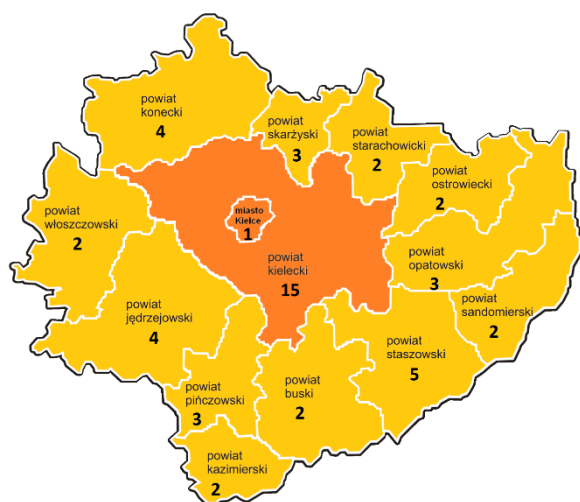 powiat
konecki
4
powiat
skarżyski
3
powiat
starachowicki
2
powiat
ostrowiecki
2
powiat
włoszczowski
2
miasto
Kielce
1
powiat
kielecki
15
powiat
opatowski
3
powiat
sandomierski
2
powiat
jędrzejowski
4
powiat
staszowski
5
powiat
pińczowski
3
powiat
buski
2
powiat
kazimierski
2